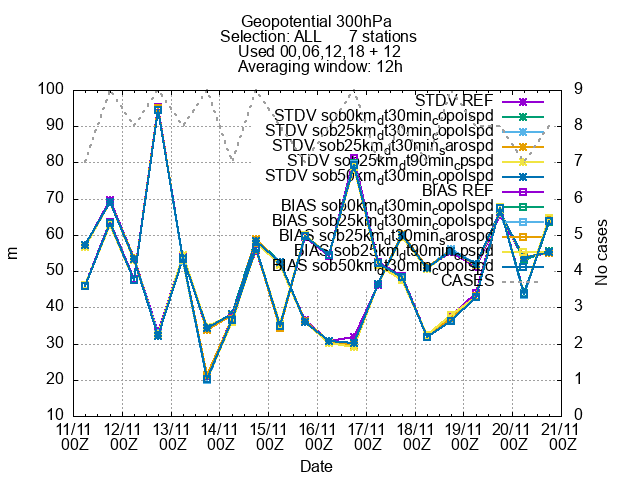 Geopotential 300hPa
Selection: ALL 7 stations
Used 00,06,12,18 + 12
Averaging window: 12h
100
90
80
70
60
50
40
30
20
10
m
9
8
7
6
5
4
3
2
1
0
No cases
STDV REF
STDV sob0km_dt30min_copolspd
STDV sob25km_dt30min_copolspd
STDV sob25km_dt30min_sarospd
STDV sob25km_dt90min_cpspd
STDV sob50km_dt30min_copolspd
BIAS REF
BIAS sob0km_dt30min_copolspd
BIAS sob25km_dt30min_copolspd
BIAS sob25km_dt30min_sarospd
BIAS sob50km_dt30min_copolspd
CASES
11/11 12/11 13/11 14/11 15/11 16/11 17/11 18/11 19/11 20/11 21/11
00Z 00Z 00Z 00Z 00Z 00Z 00Z 00Z 00Z 00Z 00Z
Date